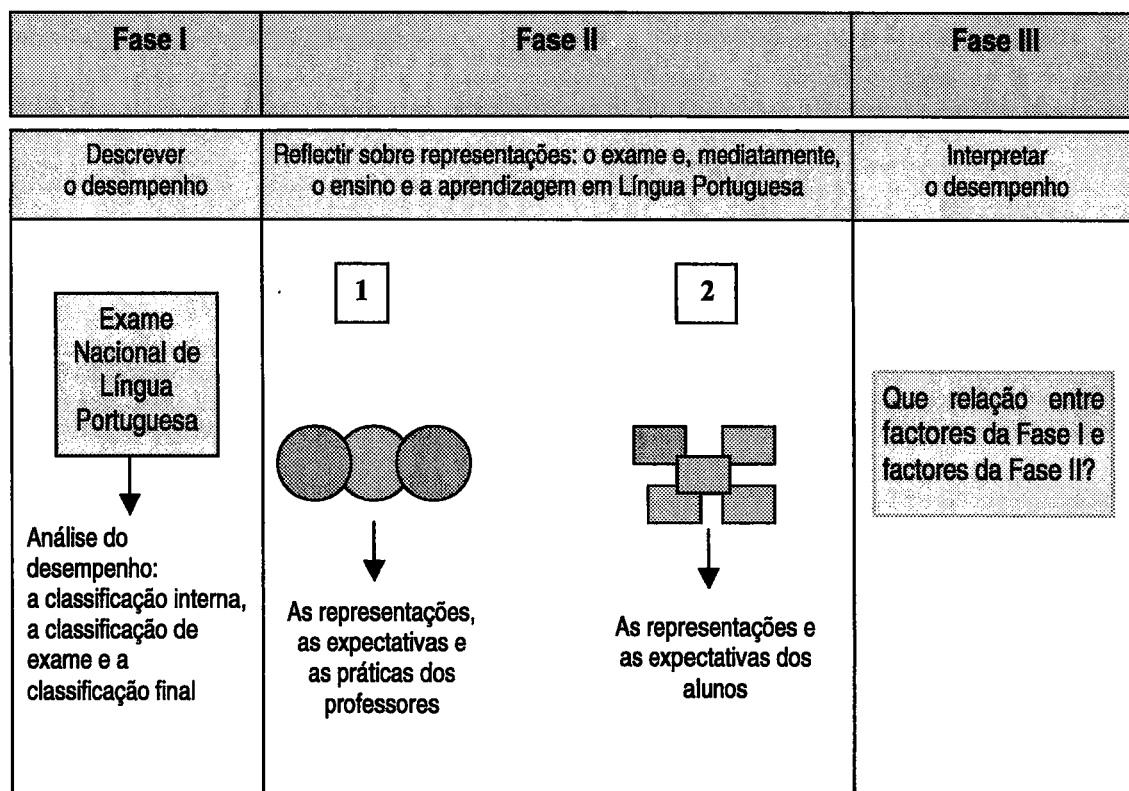 Fase I
Fase II
Fase III
Descrever
o desempenho
Reflectir sobre representações: o exame e, mediatamente,
o ensino e a aprendizagem em Língua Portuguesa
Interpretar
o desempenho
Exame
Nacional de
Língua
Portuguesa
Análise do
desempenho:
a classificação interna,
a classificação de
exame e a
classificação final
1
As representações,
as expectativas e
as práticas dos
professores
2
As representações e
as expectativas dos
alunos
Que relação entre
factores da Fase I e
factores da Fase II?